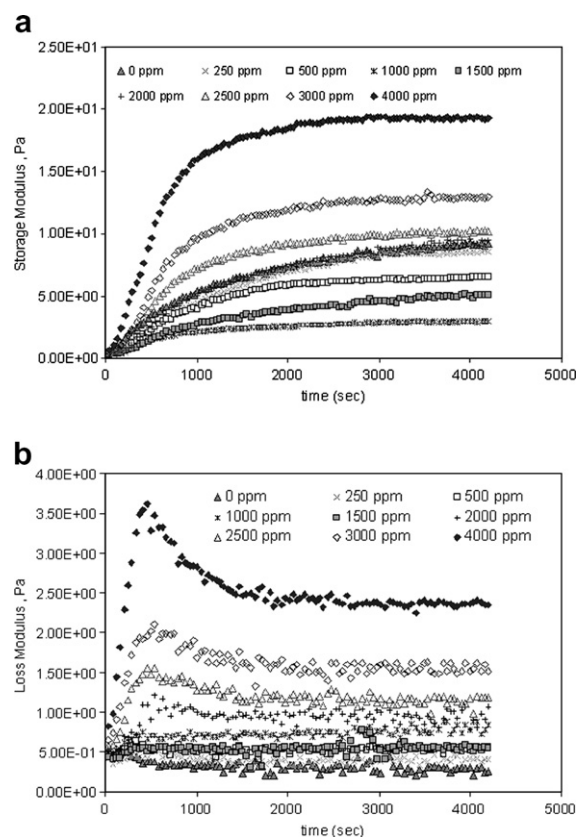 a
2.50E+01
0 ppm 250 ppm 500 ppm 1000 ppm 1500 ppm
2000 ppm 2500 ppm 3000 ppm 4000 ppm
2.00E+01
1.50E+01
1.00E+01
5.00E+00
0.00E+00
Storage Modulus , Pa
0 1000 2000 3000 4000 5000
time (sec)
b
4.00E+00
0 ppm 250 ppm 500 ppm
1000 ppm 1500 ppm 2000 ppm
2500 ppm 3000 ppm 4000 ppm
3.50E+00
3.00E+00
2.50E+00
2.00E+00
1.50E+00
1.00E+00
5.00E-01
0.00E+00
Loss Modulus , Pa
0 1000 2000 3000 4000 5000
time (sec)